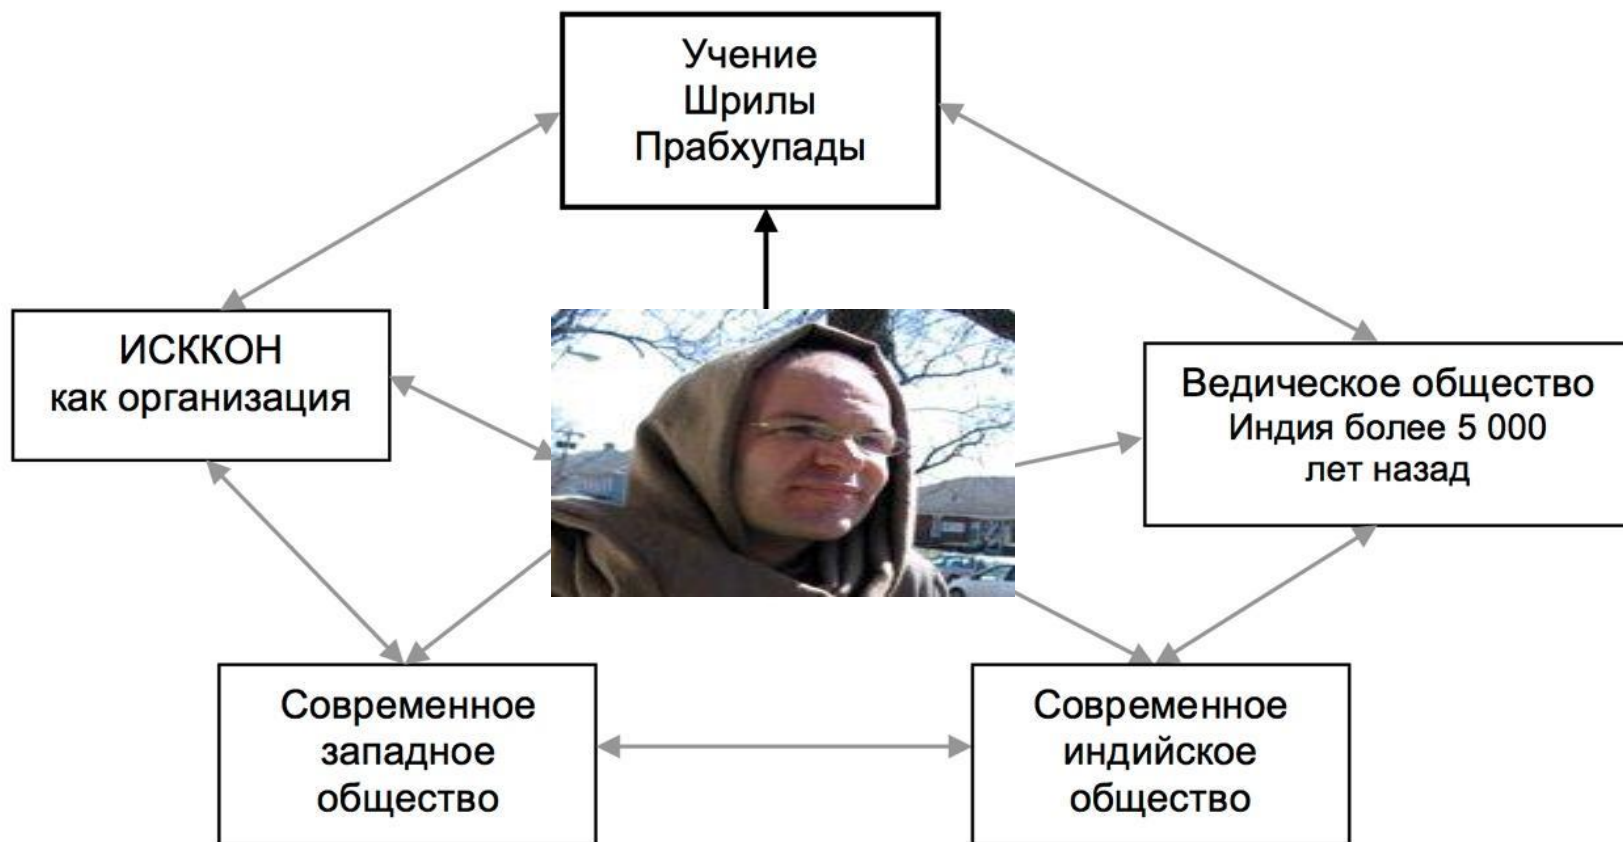 Учение
Шрилы
Прабхупады
ИСККОН
как организация
Ведическое общество
Индия более 5 000
лет назад
Современное
западное
общество
Современное
индийское
общество